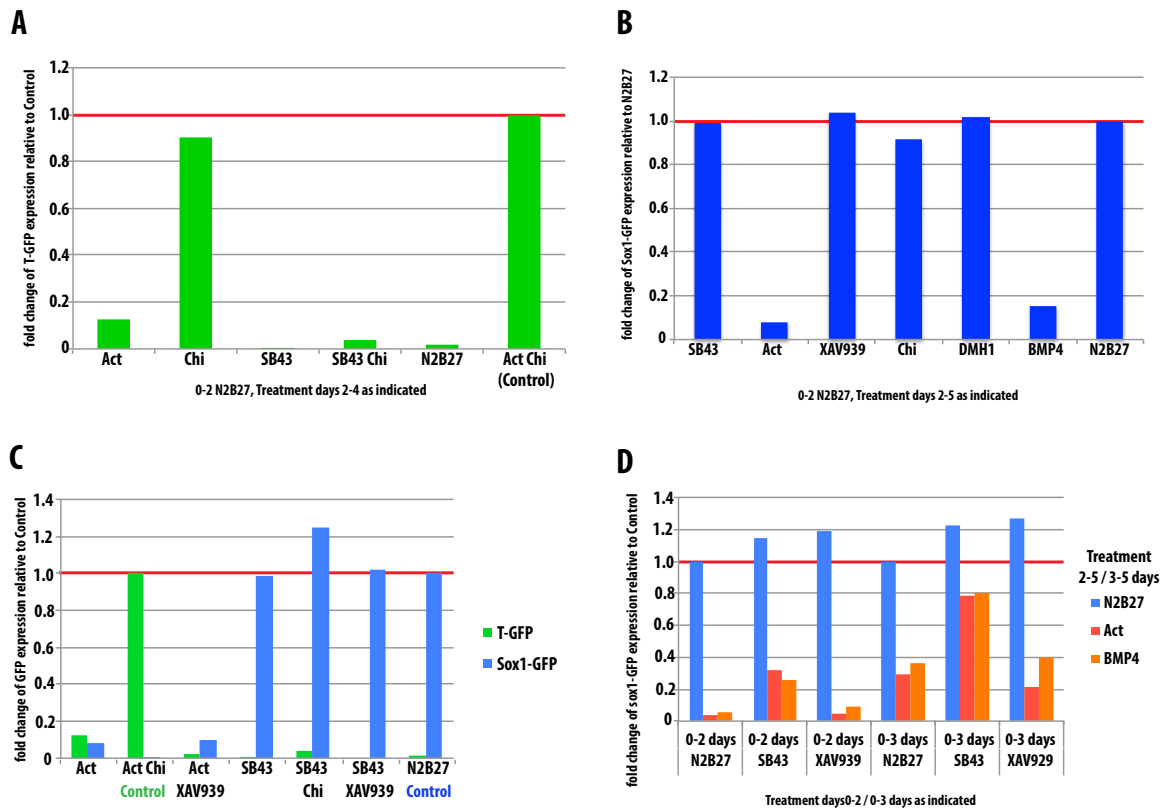 A
fold change of T-GFP expression relative to Control
1.2
1.0
0.8
0.6
0.4
0.2
0
Act
Chi
SB43
SB43 Chi
N2B27
Act Chi
(Control)
0-2 N2B27, Treatment days 2-4 as indicated
B
fold change of Sox1-GFP expression relative to N2B27
1.2
1.0
0.8
0.6
0.4
0.2
0
SB43
Act
XAV939
Chi
DMH1
BMP4
N2B27
0-2 N2B27, Treatment days 2-5 as indicated
C
fold change of GFP expression relative to Control
1.4
1.2
1.0
0.8
0.6
0.4
0.2
0
Act
Act Chi
Control
Act
XAV939
SB43
SB43
Chi
SB43
XAV939
N2B27
Control
T-GFP
Sox1-GFP
D
fold change of sox1-GFP expression relative to Control
1.4
1.2
1.0
0.8
0.6
0.4
0.2
0
0-2 days
N2B27
0-2 days
SB43
0-2 days
XAV939
0-3 days
N2B27
0-3 days
SB43
0-3 days
XAV929
Treatment days0-2 / 0-3 days as indicated
Treatment
2-5 / 3-5 days
N2B27
Act
BMP4